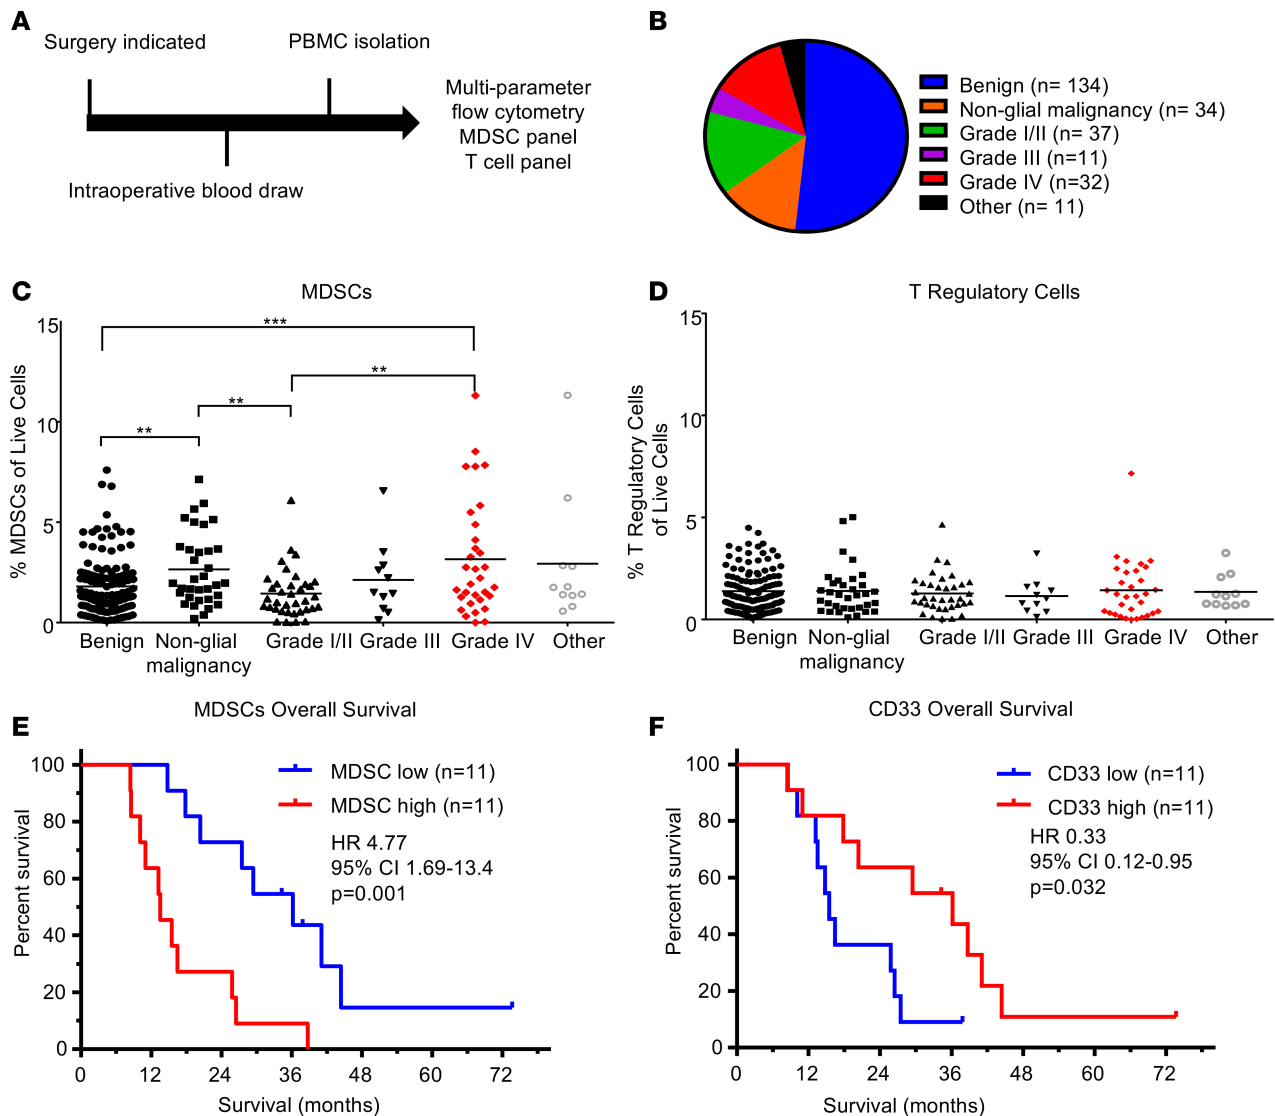 A
Surgery indicated
PBMC isolation
Intraoperative blood draw
Multi-parameter
flow cytometry
MDSC panel
T cell panel
B
Benign (n= 134)
Non-glial malignancy (n= 34)
Grade I/II (n= 37)
Grade III (n=11)
Grade IV (n=32)
Other (n= 11)
C
MDSCs
% MDSCs of Live Cells
15
10
5
0
***
**
**
**
Benign
Non-glial
malignancy
Grade I/II
Grade III
Grade IV
Other
D
T Regulatory Cells
% T Regulatory Cells
of Live Cells
15
10
5
0
Benign
Non-glial
malignancy
Grade I/II
Grade III
Grade IV
Other
E
MDSCs Overall Survival
Percent survival
100
80
60
40
20
0
MDSC low (n=11)
MDSC high (n=11)
HR 4.77
95% CI 1.69-13.4
p=0.001
0 12 24 36 48 60 72
Survival (months)
F
CD33 Overall Survival
Percent survival
100
80
60
40
20
0
CD33 low (n=11)
CD33 high (n=11)
HR 0.33
95% CI 0.12-0.95
p=0.032
0 12 24 36 48 60 72
Survival (months)